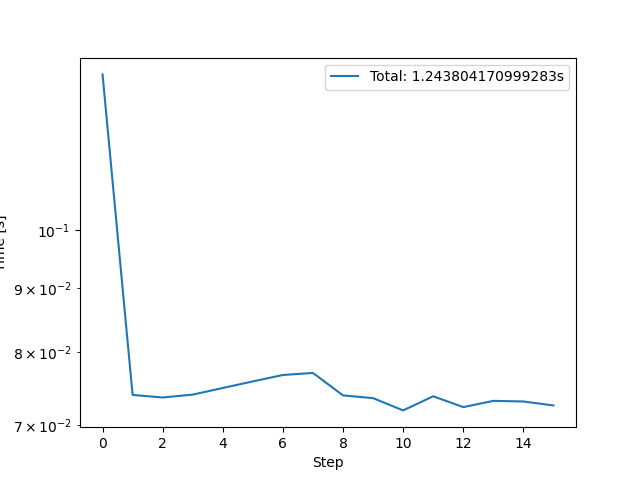 Total: 1.243804170999283s
Time [s]
10⁻¹
9 × 10⁻²
8 × 10⁻²
7 × 10⁻²
0 2 4 6 8 10 12 14
Step